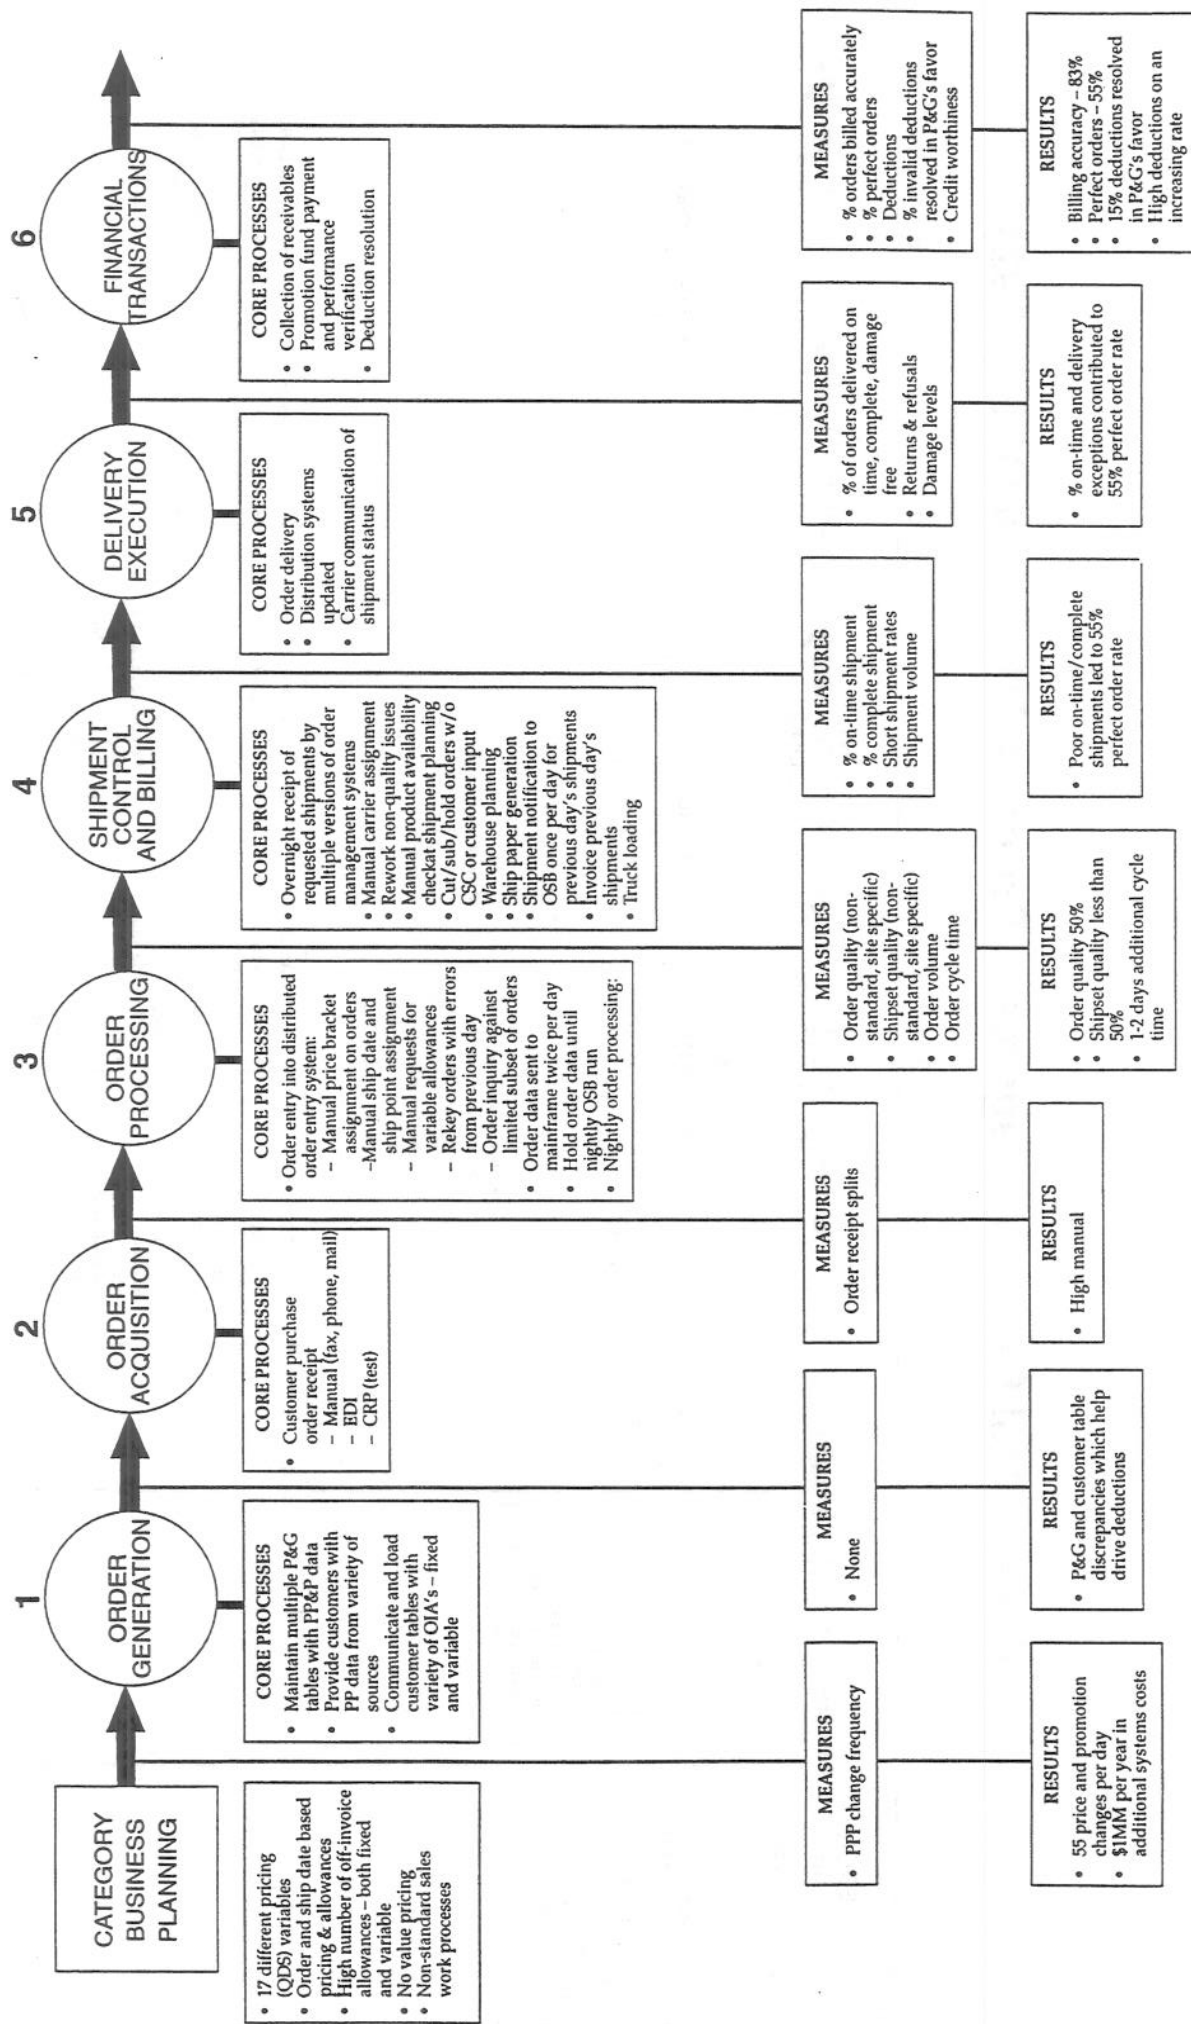 CATEGORY
BUSINESS
PLANNING
• 17 different pricing
(QDS) variables
• Order and ship date based
pricing & allowances
• High number of off-invoice
allowances – both fixed
and variable
• No value pricing
• Non-standard sales
work processes
MEASURES
• PPP change frequency
RESULTS
• 55 price and promotion
changes per day
• $1MM per year in
additional systems costs
1
ORDER
GENERATION
CORE PROCESSES
• Maintain multiple P&G
tables with PP&P data
• Provide customers with
PP data from variety of
sources
• Communicate and load
customer tables with
variety of OIA's – fixed
and variable
MEASURES
• None
RESULTS
• P&G and customer table
discrepancies which help
drive deductions
2
ORDER
ACQUISITION
CORE PROCESSES
• Customer purchase
order receipt
– Manual (fax, phone, mail)
– EDI
– CRP (test)
MEASURES
• Order receipt splits
RESULTS
• High manual
3
ORDER
PROCESSING
CORE PROCESSES
• Order entry into distributed
order entry system:
– Manual price bracket
assignment on orders
–Manual ship date and
ship point assignment
– Manual requests for
variable allowances
– Rekey orders with errors
from previous day
– Order inquiry against
limited subset of orders
• Order data sent to
mainframe twice per day
• Hold order data until
nightly OSB run
• Nightly order processing:
MEASURES
• Order quality (non-
standard, site specific)
• Shipset quality (non-
standard, site specific)
• Order volume
• Order cycle time
RESULTS
• Order quality 50%
• Shipset quality less than
50%
• 1-2 days additional cycle
time
4
SHIPMENT
CONTROL
AND BILLING
CORE PROCESSES
• Overnight receipt of
requested shipments by
multiple versions of order
management systems
• Manual carrier assignment
• Rework non-quality issues
• Manual product availability
checkat shipment planning
• Cut/sub/hold orders w/o
CSC or customer input
• Warehouse planning
• Ship paper generation
• Shipment notification to
OSB once per day for
previous day's shipments
• Invoice previous day's
shipments
• Truck loading
MEASURES
• % on-time shipment
• % complete shipment
• Short shipment rates
• Shipment volume
RESULTS
• Poor on-time/complete
shipments led to 55%
perfect order rate
5
DELIVERY
EXECUTION
CORE PROCESSES
• Order delivery
• Distribution systems
updated
• Carrier communication of
shipment status
MEASURES
• % of orders delivered on
time, complete, damage
free
• Returns & refusals
• Damage levels
RESULTS
• % on-time and delivery
exceptions contributed to
55% perfect order rate
6
FINANCIAL
TRANSACTIONS
CORE PROCESSES
• Collection of receivables
• Promotion fund payment
and performance
verification
• Deduction resolution
MEASURES
• % orders billed accurately
• % perfect orders
• Deductions
• % invalid deductions
resolved in P&G's favor
• Credit worthiness
RESULTS
• Billing accuracy – 83%
• Perfect orders – 55%
• 15% deductions resolved
in P&G's favor
• High deductions on an
increasing rate